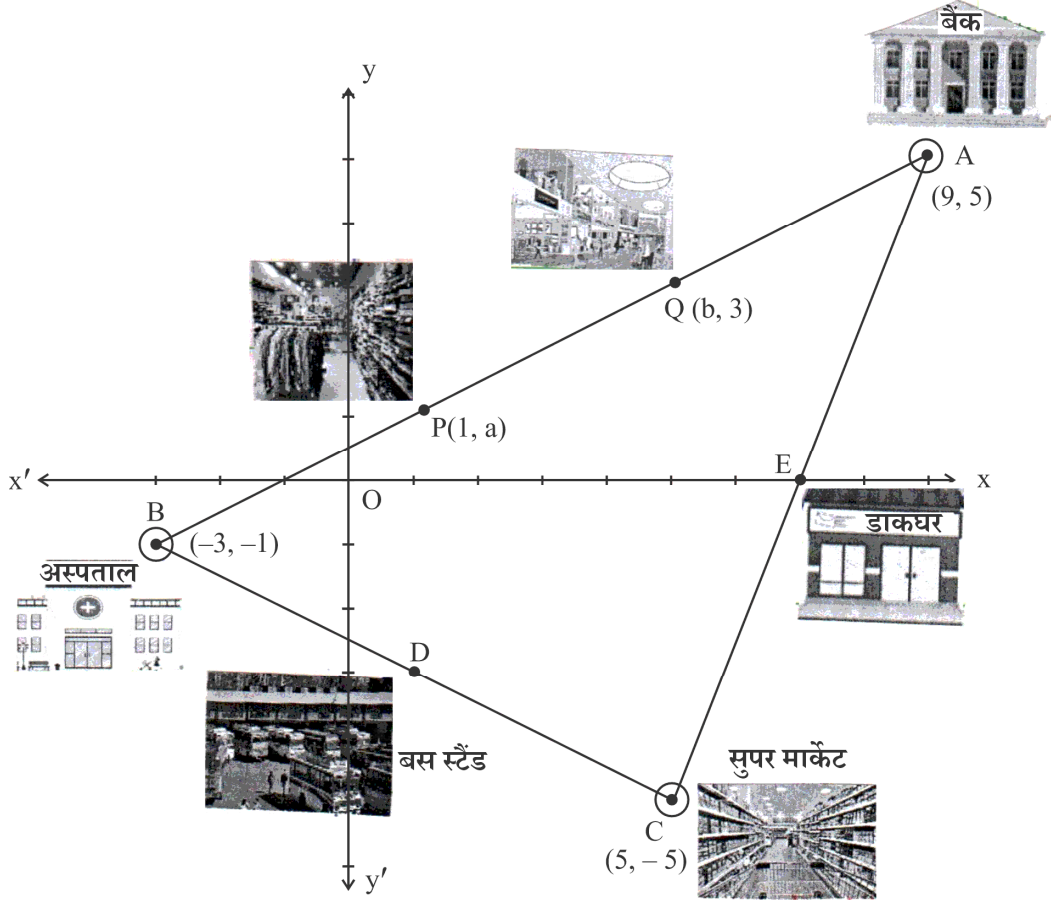 बैंक
y
A
(9, 5)
Q (b, 3)
P(1, a)
x′
O
E
x
B
(–3, –1)
डाकघर
अस्पताल
D
बस स्टैंड
सुपर मार्केट
C
(5, – 5)
y′